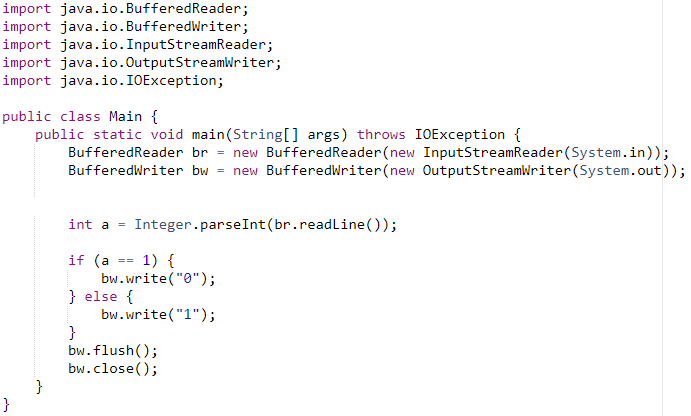 import java.io.BufferedReader;
import java.io.BufferedWriter;
import java.io.InputStreamReader;
import java.io.OutputStreamWriter;
import java.io.IOException;

public class Main {
    public static void main(String[] args) throws IOException {
        BufferedReader br = new BufferedReader(new InputStreamReader(System.in));
        BufferedWriter bw = new BufferedWriter(new OutputStreamWriter(System.out));


        int a = Integer.parseInt(br.readLine());

        if (a == 1) {
            bw.write("0");
        } else {
            bw.write("1");
        }
        bw.flush();
        bw.close();
    }
}